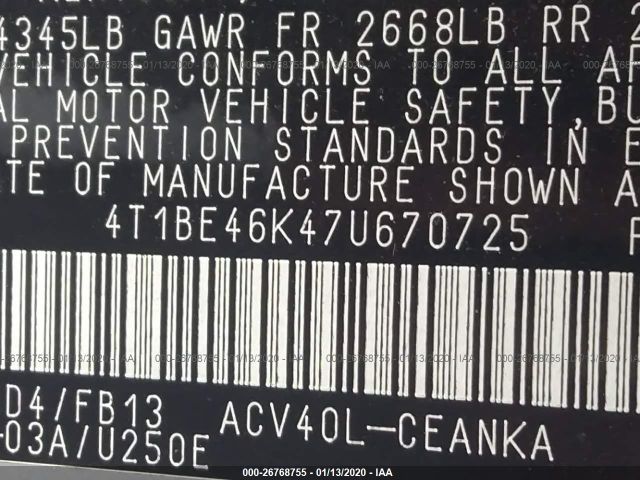 4345LB GAWR FR 2668LB RR
VEHICLE CONFORMS TO ALL AP
AL MOTOR VEHICLE SAFETY, BU
PREVENTION STANDARDS IN E
TE OF MANUFACTURE SHOWN A
4T1BE46K47U670725
D4/FB13 ACV40L-CEANKA
-03A/U250E
000-26768755 - 01/13/2020 - IAA